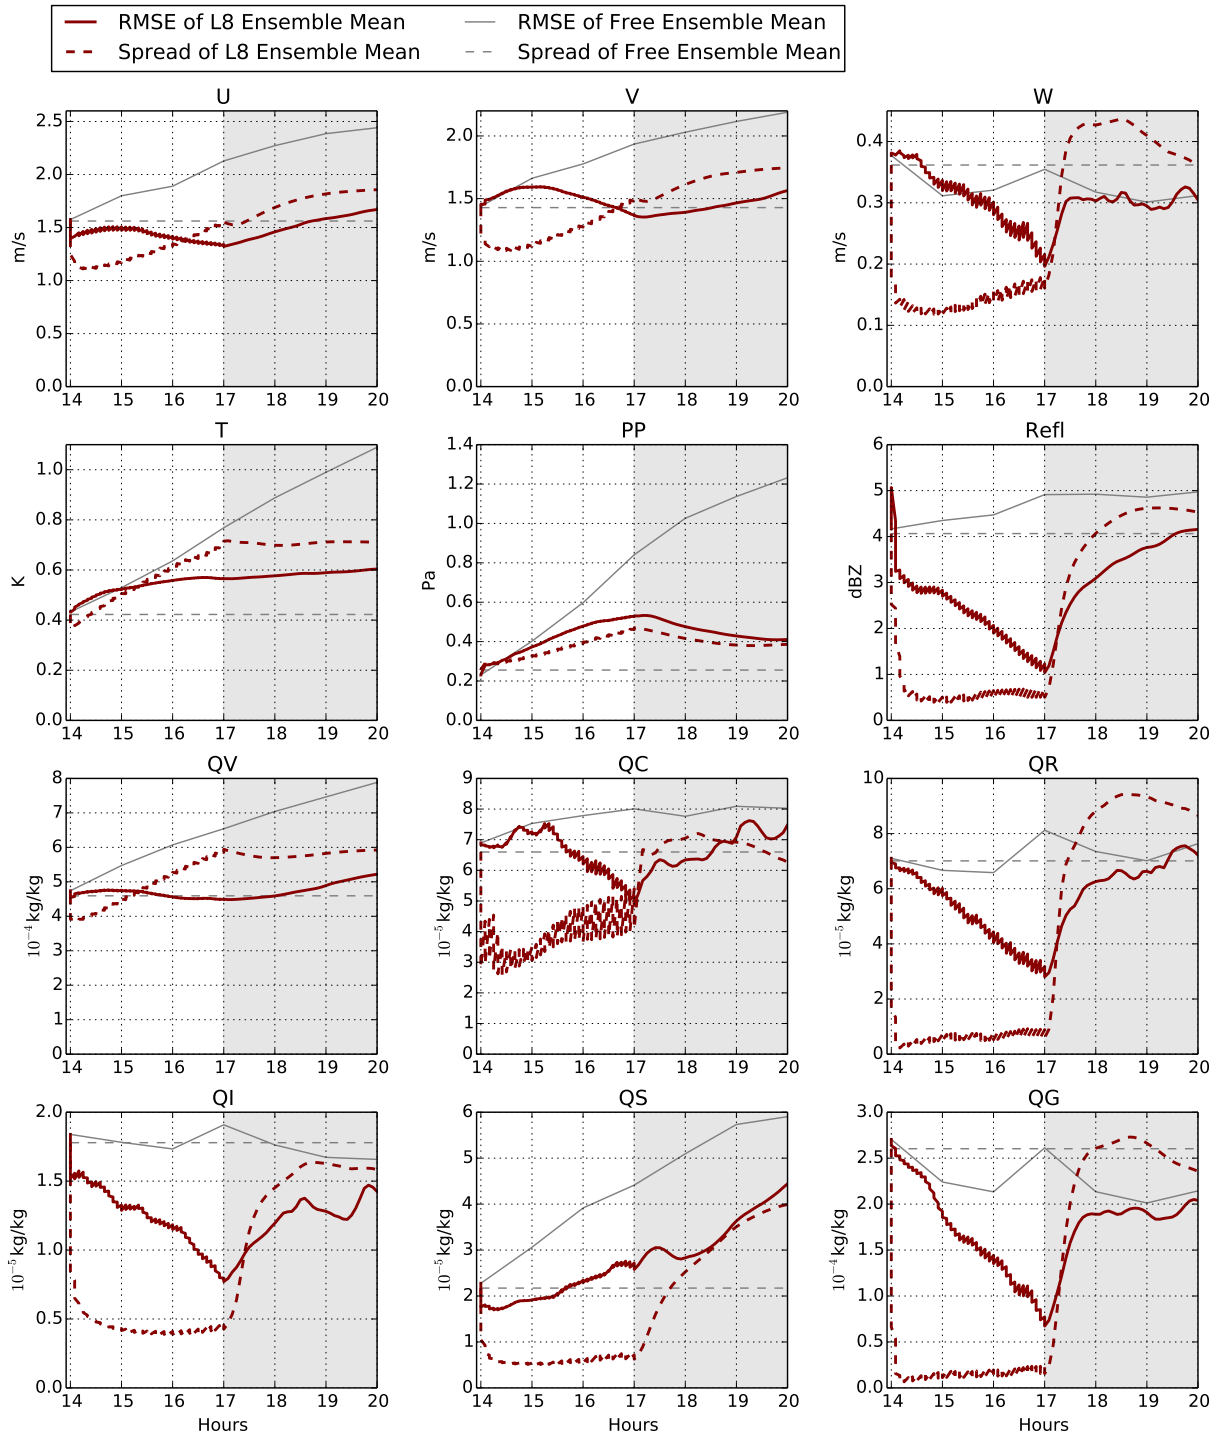 RMSE of L8 Ensemble Mean RMSE of Free Ensemble Mean
Spread of L8 Ensemble Mean Spread of Free Ensemble Mean
U V W
2.5
2.0
1.5
1.0
0.5
0.0
m/s
14 15 16 17 18 19 20
2.0
1.5
1.0
0.5
0.0
m/s
14 15 16 17 18 19 20
0.4
0.3
0.2
0.1
m/s
14 15 16 17 18 19 20
T PP Refl
1.0
0.8
0.6
0.4
0.2
0.0
K
14 15 16 17 18 19 20
1.4
1.2
1.0
0.8
0.6
0.4
0.2
0.0
Pa
14 15 16 17 18 19 20
6
5
4
3
2
1
0
dBZ
14 15 16 17 18 19 20
QV QC QR
8
7
6
5
4
3
2
1
0
10⁻⁴ kg/kg
14 15 16 17 18 19 20
9
8
7
6
5
4
3
2
1
0
10⁻⁵ kg/kg
14 15 16 17 18 19 20
10
8
6
4
2
0
10⁻⁵ kg/kg
14 15 16 17 18 19 20
QI QS QG
2.0
1.5
1.0
0.5
0.0
10⁻⁵ kg/kg
14 15 16 17 18 19 20
Hours
6
5
4
3
2
1
0
10⁻⁵ kg/kg
14 15 16 17 18 19 20
Hours
3.0
2.5
2.0
1.5
1.0
0.5
0.0
10⁻⁴ kg/kg
14 15 16 17 18 19 20
Hours